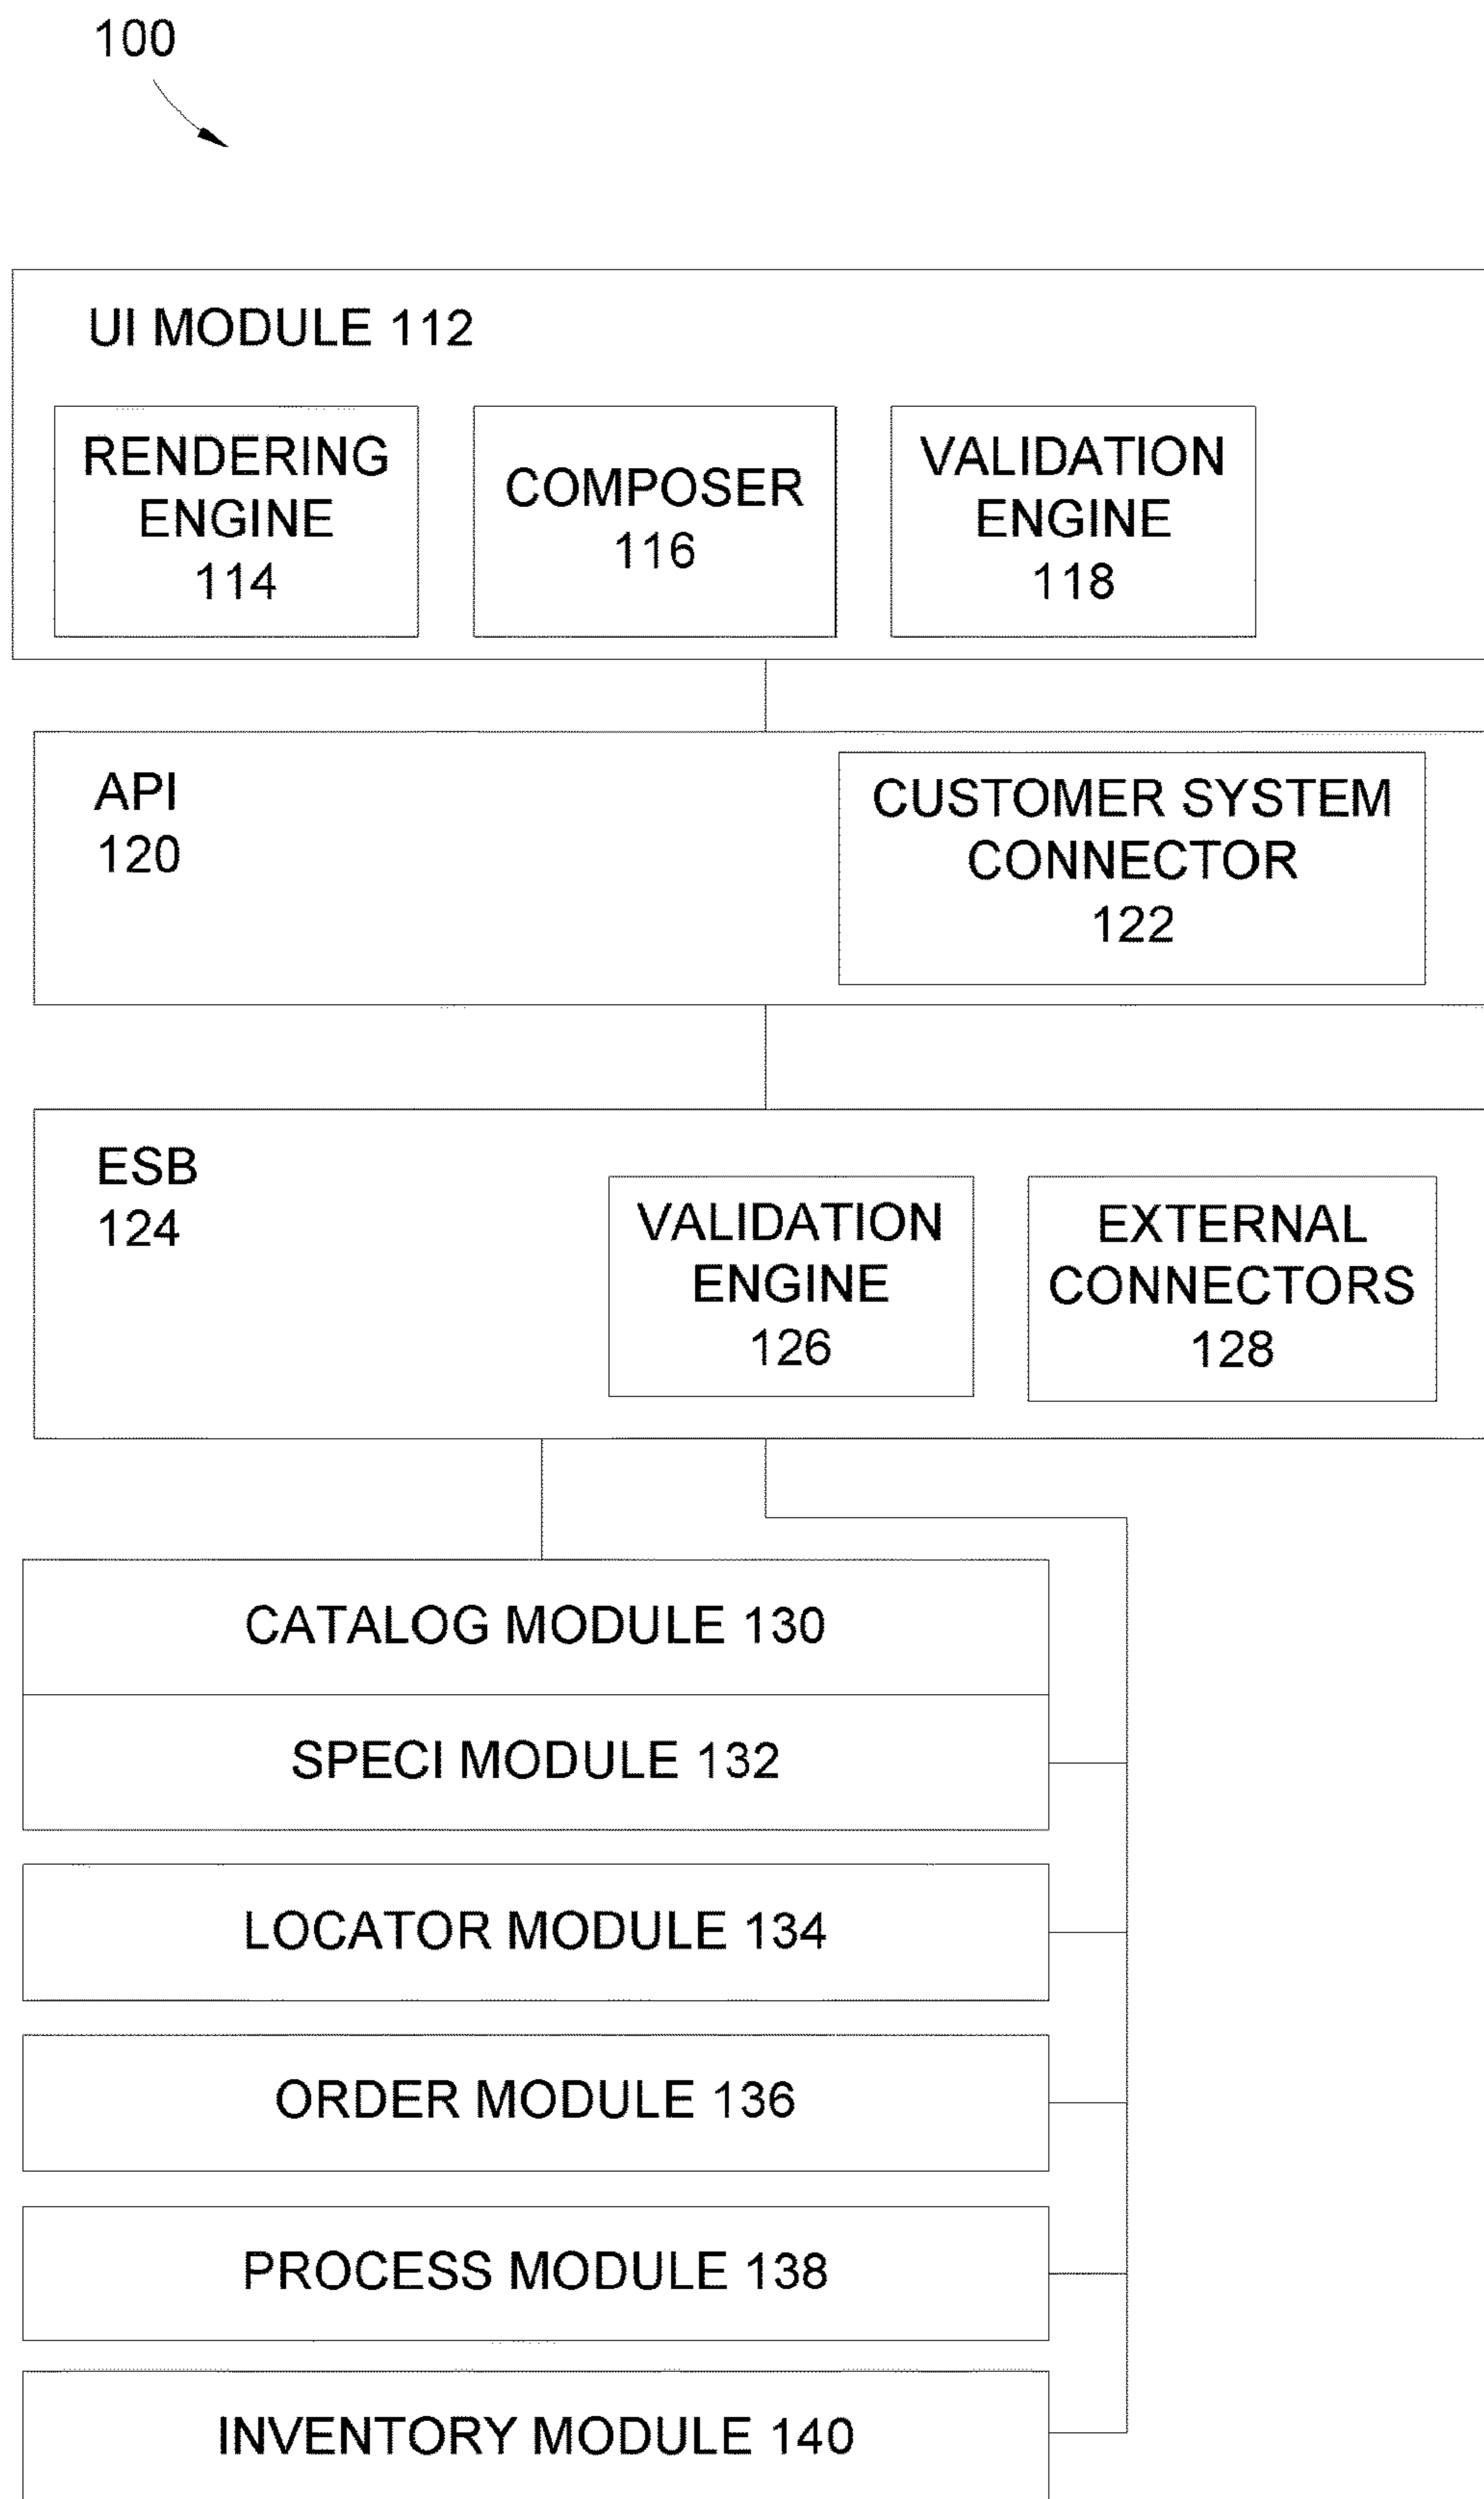 100
UI MODULE 112
RENDERING
ENGINE
114
COMPOSER
116
VALIDATION
ENGINE
118
API
120
CUSTOMER SYSTEM
CONNECTOR
122
ESB
124
VALIDATION
ENGINE
126
EXTERNAL
CONNECTORS
128
CATALOG MODULE 130
SPECI MODULE 132
LOCATOR MODULE 134
ORDER MODULE 136
PROCESS MODULE 138
INVENTORY MODULE 140